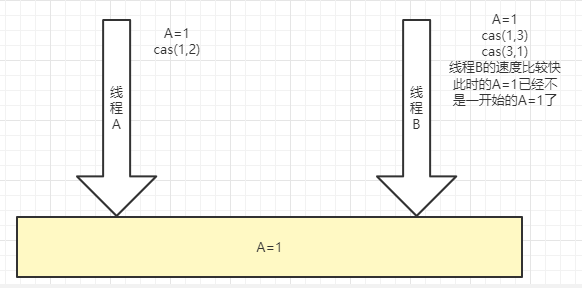 A=1
cas(1,2)
线
程
A
A=1
cas(1,3)
cas(3,1)
线程B的速度比较快
此时的A=1已经不
是一开始的A=1了
线
程
B
A=1